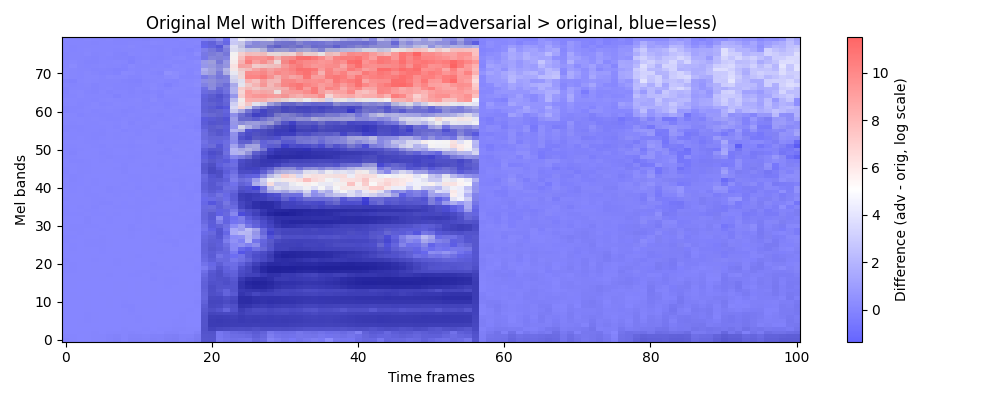 Original Mel with Differences (red=adversarial > original, blue=less)
Mel bands
70
60
50
40
30
20
10
0
0 20 40 60 80 100
Time frames
10
8
6
4
2
0
Difference (adv - orig, log scale)